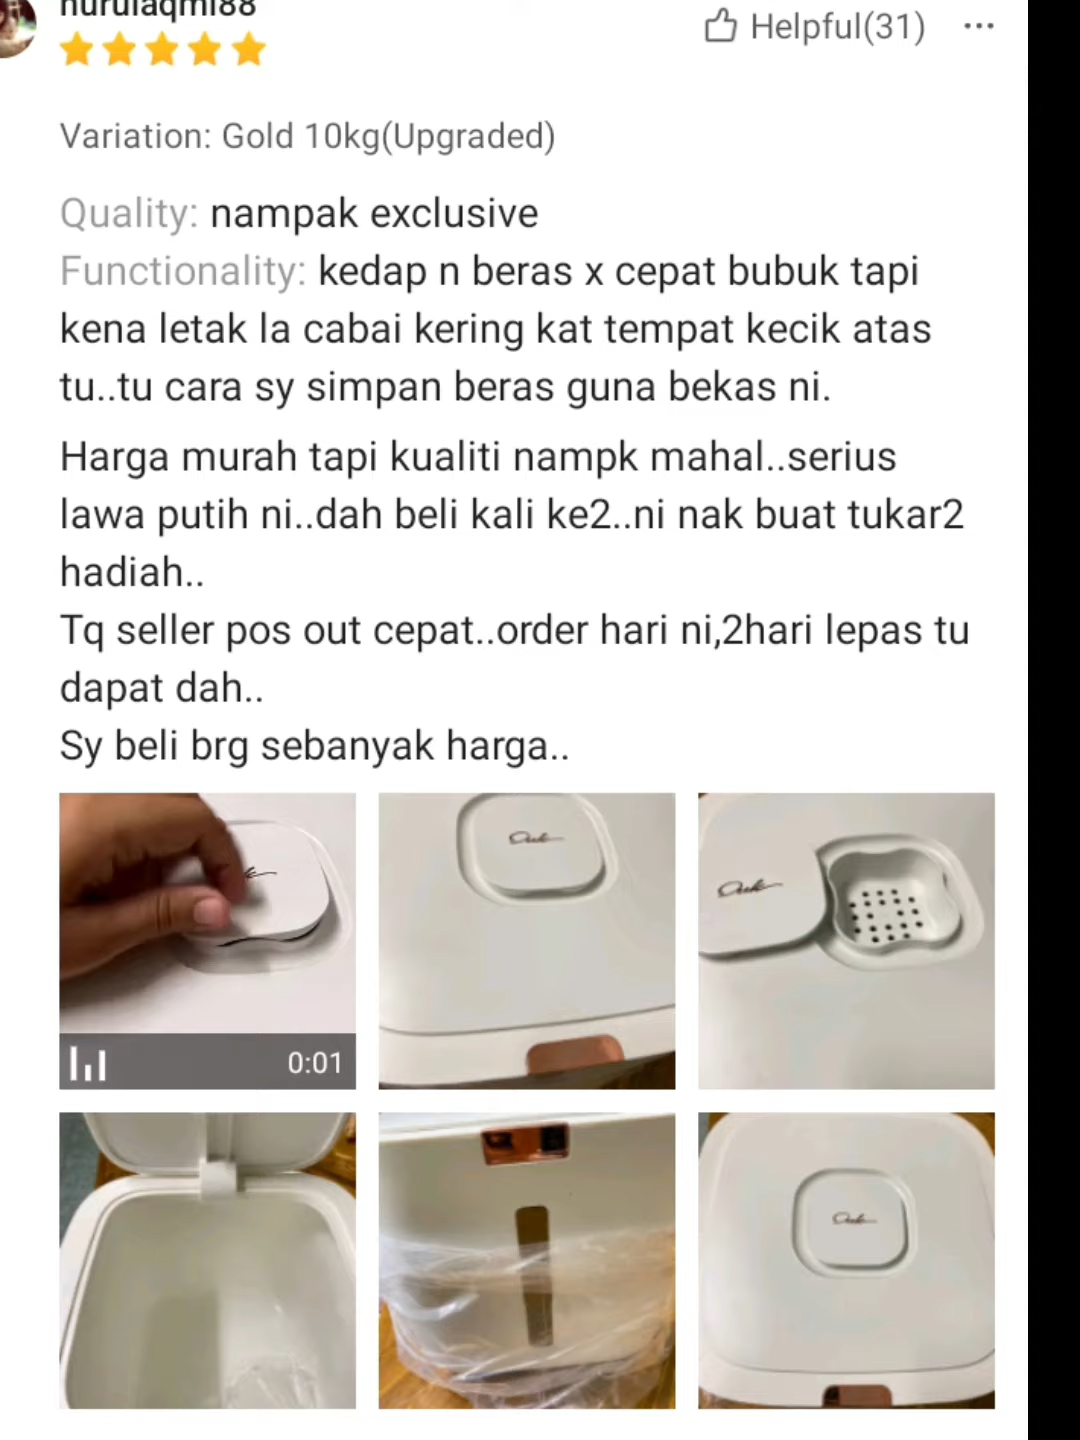 nurulaqmi88
Helpful(31)
Variation: Gold 10kg(Upgraded)
Quality: nampak exclusive
Functionality: kedap n beras x cepat bubuk tapi
kena letak la cabai kering kat tempat kecik atas
tu..tu cara sy simpan beras guna bekas ni.
Harga murah tapi kualiti nampk mahal..serius
lawa putih ni..dah beli kali ke2..ni nak buat tukar2
hadiah..
Tq seller pos out cepat..order hari ni,2hari lepas tu
dapat dah..
Sy beli brg sebanyak harga..
0:01